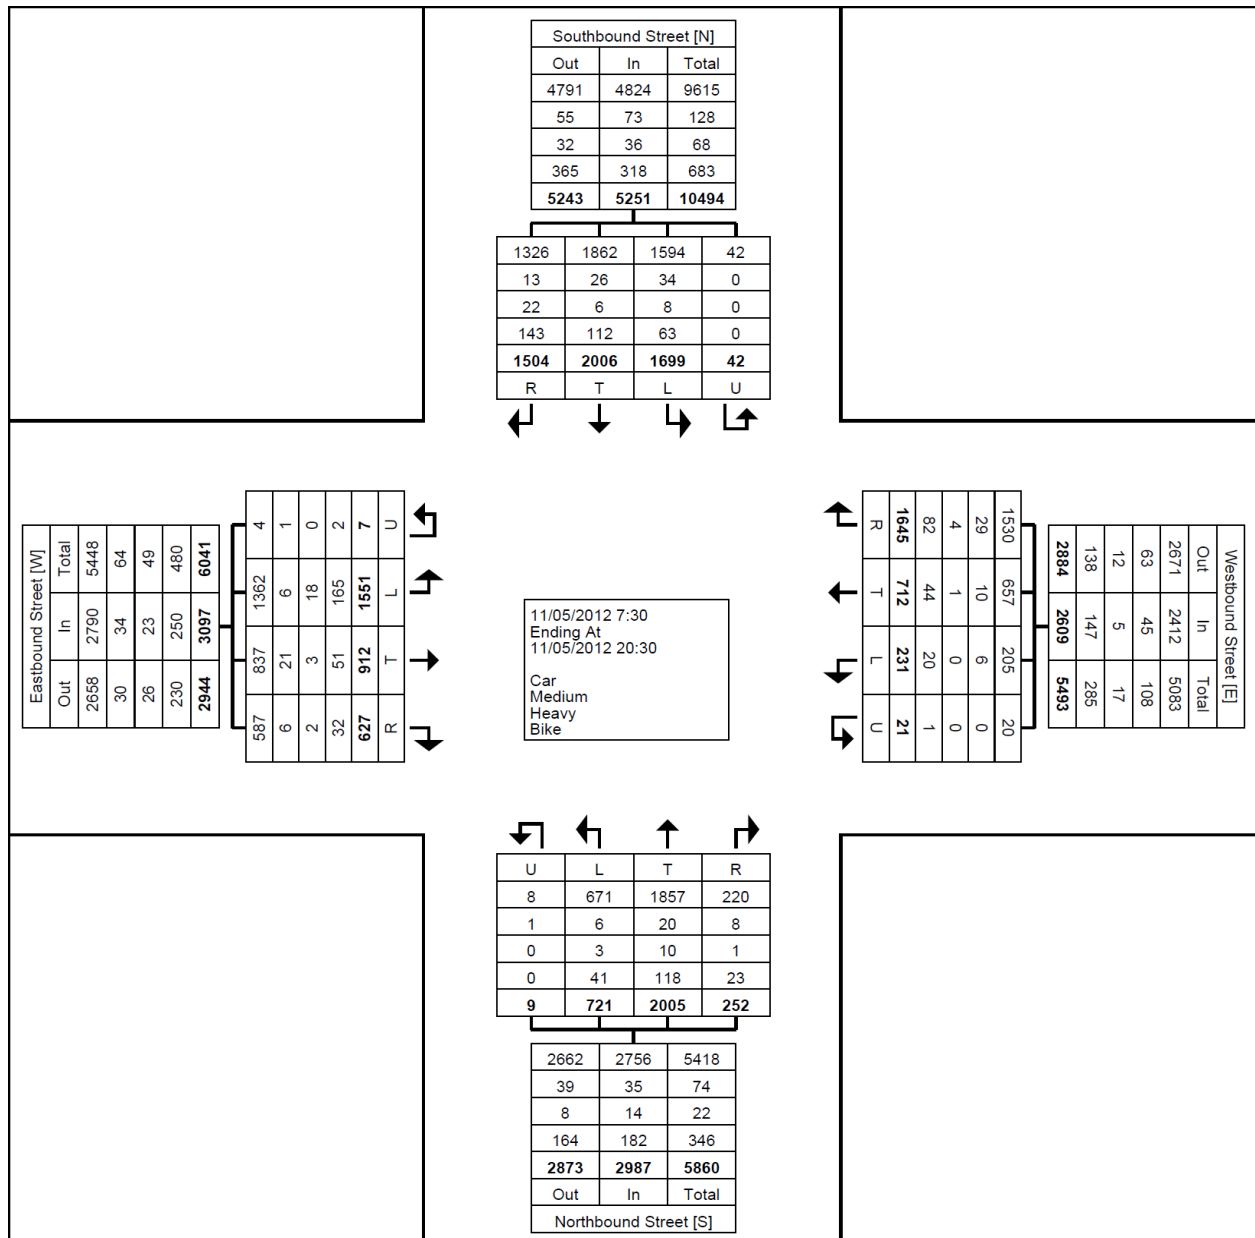 Southbound Street [N]
Out In Total
4791 4824 9615
55 73 128
32 36 68
365 318 683
5243 5251 10494
1326 1862 1594 42
13 26 34 0
22 6 8 0
143 112 63 0
1504 2006 1699 42
R T L U
Eastbound Street [W]
Total In Out
5448 2790 2658
64 34 30
49 23 26
480 250 230
6041 3097 2944
4 1362 837 587
1 6 21 6
0 18 3 2
2 165 51 32
7 1551 912 627
U L T R
11/05/2012 7:30
Ending At
11/05/2012 20:30
Car
Medium
Heavy
Bike
Westbound Street [E]
Out In Total
2671 2412 5083
63 45 108
12 5 17
138 147 285
2884 2609 5493
1530 657 205 20
29 10 6 0
4 1 0 0
82 44 20 1
1645 712 231 21
R T L U
U L T R
8 671 1857 220
1 6 20 8
0 3 10 1
0 41 118 23
9 721 2005 252
2662 2756 5418
39 35 74
8 14 22
164 182 346
2873 2987 5860
Out In Total
Northbound Street [S]